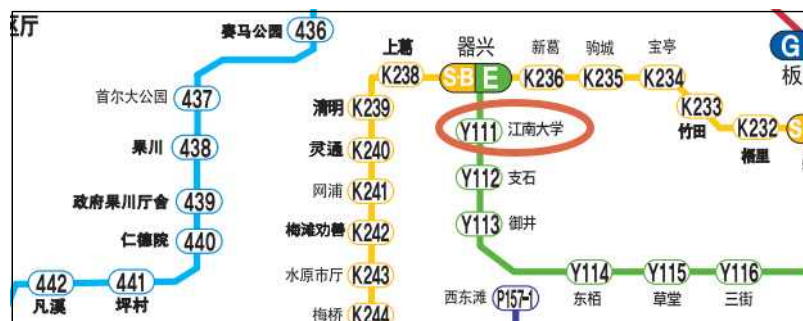 区厅
赛马公园 436
首尔大公园 437
果川 438
政府果川厅舍 439
仁德院 440
441
坪村
442
凡溪
上葛
K238
器兴
S·B E
新葛
K236
驹城
K235
宝亭
K234
K233
竹田
K232
G
板
清明 K239
灵通 K240
网浦 K241
梅滩劝善 K242
水原市厅 K243
梅桥 K244
Y111 江南大学
Y112 支石
Y113 御井
Y114
东栢
Y115
草堂
Y116
三街
西东滩 P157-1